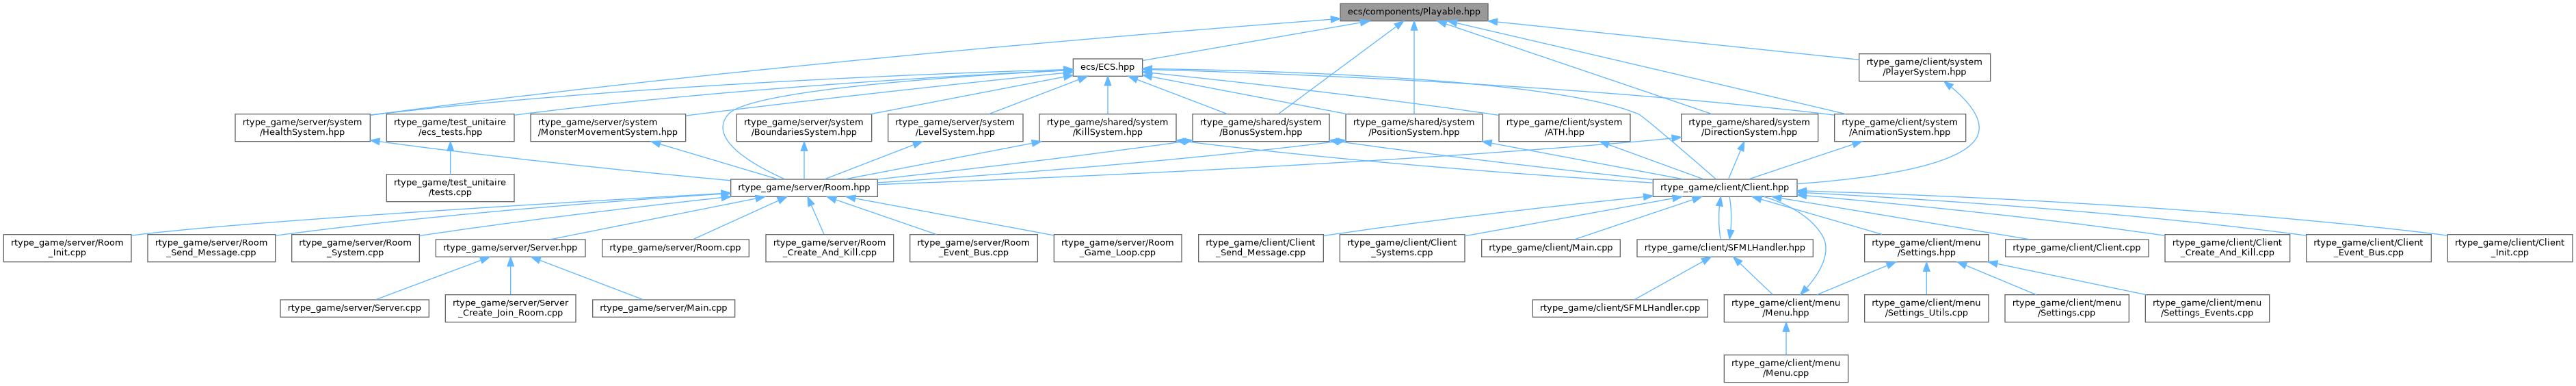 ecs/components/Playable.hpp
ecs/ECS.hpp
rtype_game/client/system
/PlayerSystem.hpp
rtype_game/server/system
/HealthSystem.hpp
rtype_game/test_unitaire
/ecs_tests.hpp
rtype_game/server/system
/MonsterMovementSystem.hpp
rtype_game/server/system
/BoundariesSystem.hpp
rtype_game/server/system
/LevelSystem.hpp
rtype_game/shared/system
/KillSystem.hpp
rtype_game/shared/system
/BonusSystem.hpp
rtype_game/shared/system
/PositionSystem.hpp
rtype_game/client/system
/ATH.hpp
rtype_game/shared/system
/DirectionSystem.hpp
rtype_game/client/system
/AnimationSystem.hpp
rtype_game/test_unitaire
/tests.cpp
rtype_game/server/Room.hpp
rtype_game/client/Client.hpp
rtype_game/server/Room
_Init.cpp
rtype_game/server/Room
_Send_Message.cpp
rtype_game/server/Room
_System.cpp
rtype_game/server/Server.hpp
rtype_game/server/Room.cpp
rtype_game/server/Room
_Create_And_Kill.cpp
rtype_game/server/Room
_Event_Bus.cpp
rtype_game/server/Room
_Game_Loop.cpp
rtype_game/client/Client
_Send_Message.cpp
rtype_game/client/Client
_Systems.cpp
rtype_game/client/Main.cpp
rtype_game/client/SFMLHandler.hpp
rtype_game/client/menu
/Settings.hpp
rtype_game/client/Client.cpp
rtype_game/client/Client
_Create_And_Kill.cpp
rtype_game/client/Client
_Event_Bus.cpp
rtype_game/client/Client
_Init.cpp
rtype_game/server/Server.cpp
rtype_game/server/Server
_Create_Join_Room.cpp
rtype_game/server/Main.cpp
rtype_game/client/SFMLHandler.cpp
rtype_game/client/menu
/Menu.hpp
rtype_game/client/menu
/Settings_Utils.cpp
rtype_game/client/menu
/Settings.cpp
rtype_game/client/menu
/Settings_Events.cpp
rtype_game/client/menu
/Menu.cpp